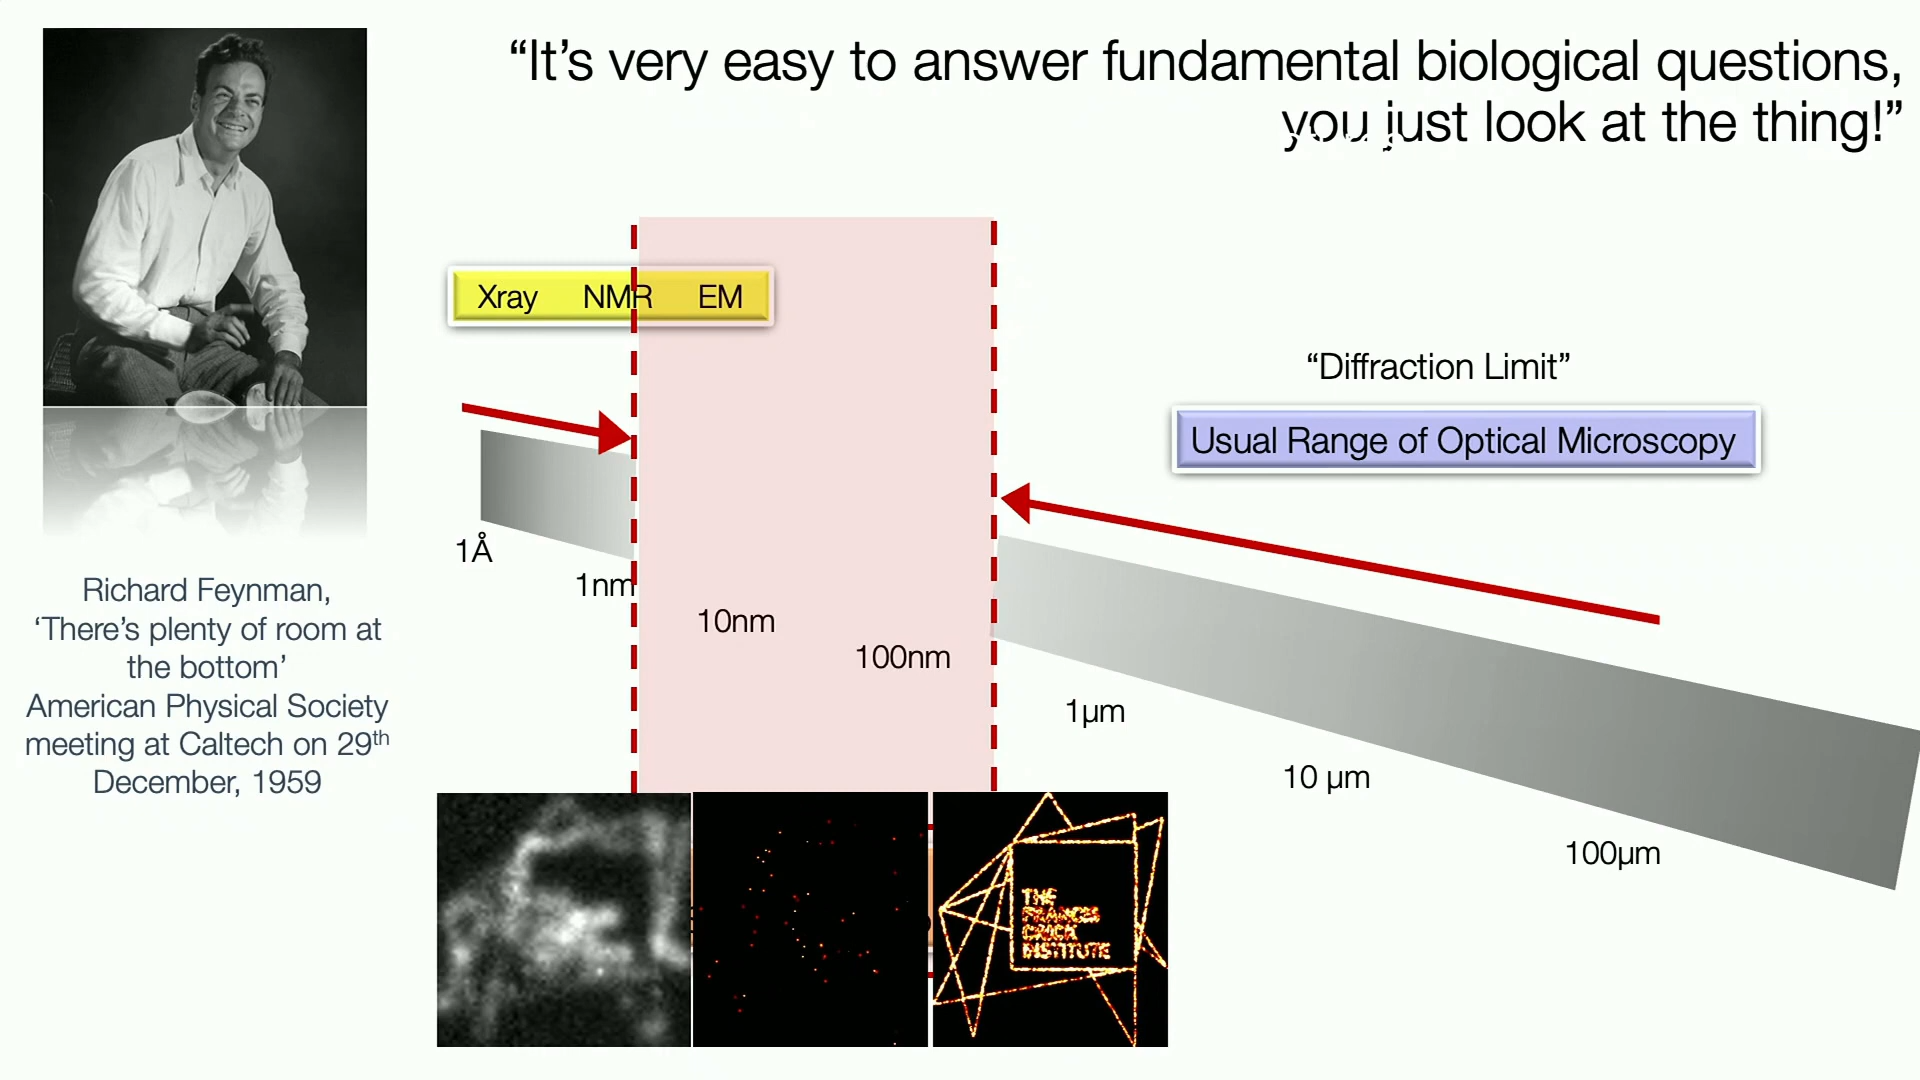 “It’s very easy to answer fundamental biological questions,
you just look at the thing!”
Xray NMR EM
“Diffraction Limit”
Usual Range of Optical Microscopy
1Å
1nm
10nm
100nm
1µm
10 µm
100µm
Richard Feynman,
‘There’s plenty of room at
the bottom’
American Physical Society
meeting at Caltech on 29th
December, 1959
THE
FRANCIS
CRICK
INSTITUTE